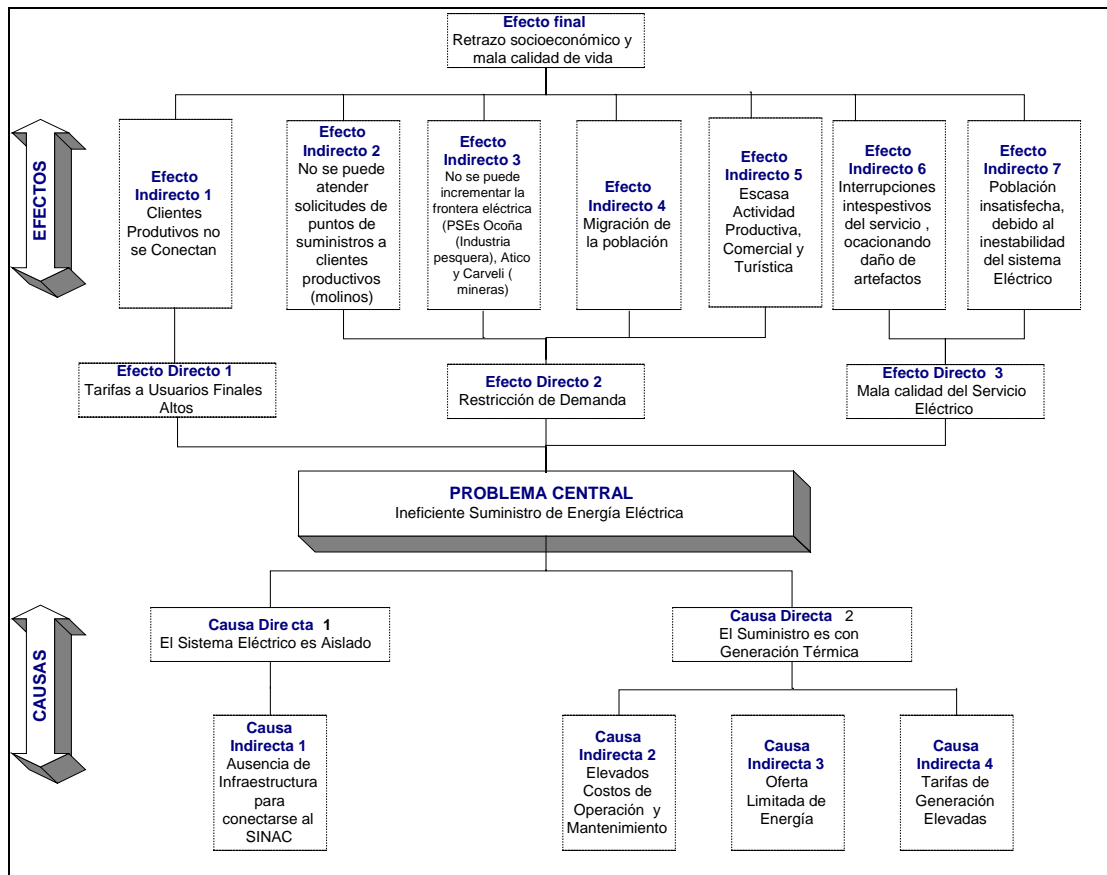 Efecto final
Retrazo socioeconómico y
mala calidad de vida
EFECTOS
Efecto
Indirecto 1
Clientes
Produtivos no
se Conectan
Efecto
Indirecto 2
No se puede
atender
solicitudes de
puntos de
suministros a
clientes
productivos
(molinos)
Efecto
Indirecto 3
No se puede
incrementar la
frontera eléctrica
(PSEs Ocoña
(Industria
pesquera), Atico
y Carveli (
mineras)
Efecto
Indirecto 4
Migración de
la población
Efecto
Indirecto 5
Escasa
Actividad
Productiva,
Comercial y
Turística
Efecto
Indirecto 6
Interrupciones
intespestivos
del servicio ,
ocacionando
daño de
artefactos
Efecto
Indirecto 7
Población
insatisfecha,
debido al
inestabilidad
del sistema
Eléctrico
Efecto Directo 1
Tarifas a Usuarios Finales
Altos
Efecto Directo 2
Restricción de Demanda
Efecto Directo 3
Mala calidad del Servicio
Eléctrico
PROBLEMA CENTRAL
Ineficiente Suministro de Energía Eléctrica
CAUSAS
Causa Dire cta 1
El Sistema Eléctrico es Aislado
Causa Directa 2
El Suministro es con
Generación Térmica
Causa
Indirecta 1
Ausencia de
Infraestructura
para
conectarse al
SINAC
Causa
Indirecta 2
Elevados
Costos de
Operación y
Mantenimiento
Causa
Indirecta 3
Oferta
Limitada de
Energía
Causa
Indirecta 4
Tarifas de
Generación
Elevadas